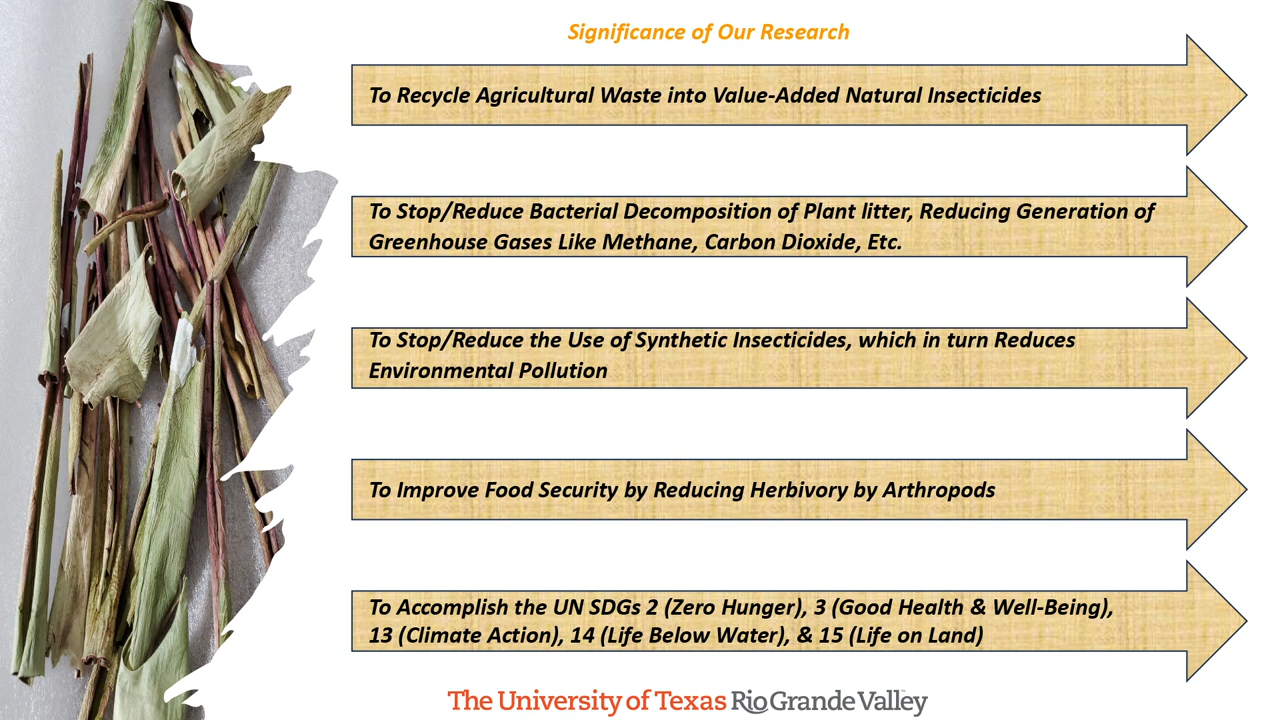 Significance of Our Research
To Recycle Agricultural Waste into Value-Added Natural Insecticides
To Stop/Reduce Bacterial Decomposition of Plant litter, Reducing Generation of
Greenhouse Gases Like Methane, Carbon Dioxide, Etc.
To Stop/Reduce the Use of Synthetic Insecticides, which in turn Reduces
Environmental Pollution
To Improve Food Security by Reducing Herbivory by Arthropods
To Accomplish the UN SDGs 2 (Zero Hunger), 3 (Good Health & Well-Being),
13 (Climate Action), 14 (Life Below Water), & 15 (Life on Land)
The University of Texas Rio Grande Valley